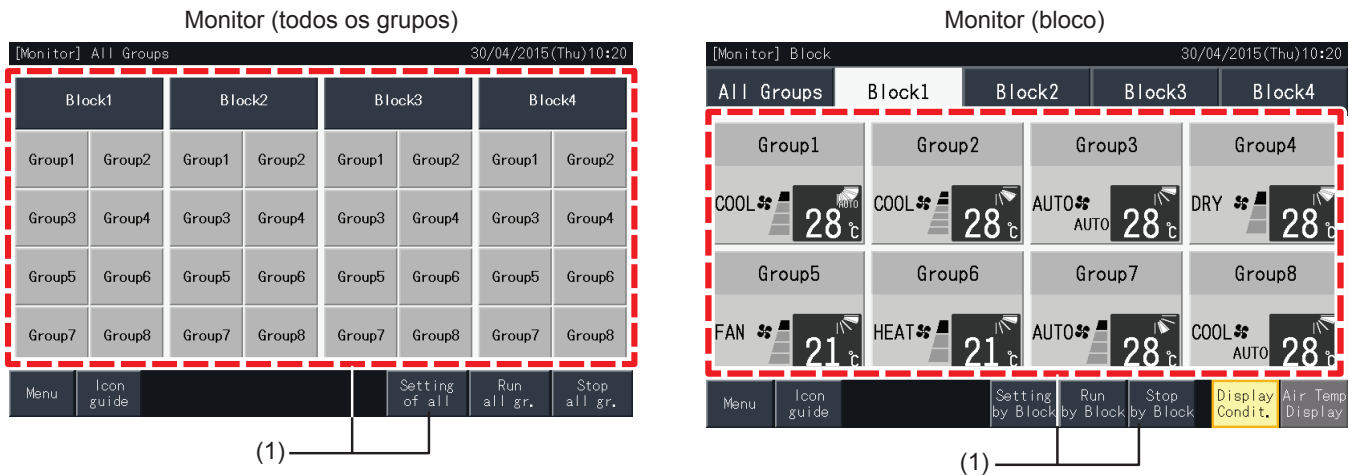 Monitor (todos os grupos)
[Monitor] All Groups 30/04/2015(Thu)10:20
Block1 Block2 Block3 Block4
Group1 Group2 Group1 Group2 Group1 Group2 Group1 Group2
Group3 Group4 Group3 Group4 Group3 Group4 Group3 Group4
Group5 Group6 Group5 Group6 Group5 Group6 Group5 Group6
Group7 Group8 Group7 Group8 Group7 Group8 Group7 Group8
Menu Icon guide Setting of all Run all gr. Stop all gr.
(1)
Monitor (bloco)
[Monitor] Block 30/04/2015(Thu)10:20
All Groups Block1 Block2 Block3 Block4
Group1 Group2 Group3 Group4
COOL AUTO 28℃ COOL 28℃ AUTO AUTO 28℃ DRY 28℃
Group5 Group6 Group7 Group8
FAN 21℃ HEAT 21℃ AUTO 28℃ COOL AUTO 28℃
Menu Icon guide Setting by Block Run by Block Stop by Block Display Condit. Air Temp Display
(1)